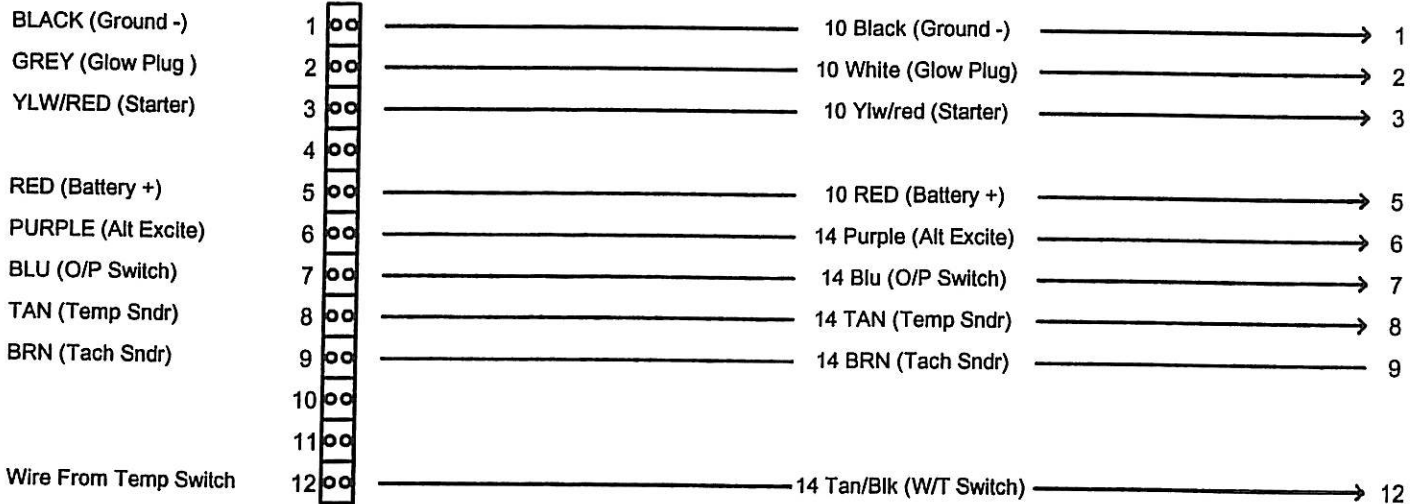 BLACK (Ground -) 1 10 Black (Ground -) 1
GREY (Glow Plug ) 2 10 White (Glow Plug) 2
YLW/RED (Starter) 3 10 Ylw/red (Starter) 3
4
RED (Battery +) 5 10 RED (Battery +) 5
PURPLE (Alt Excite) 6 14 Purple (Alt Excite) 6
BLU (O/P Switch) 7 14 Blu (O/P Switch) 7
TAN (Temp Sndr) 8 14 TAN (Temp Sndr) 8
BRN (Tach Sndr) 9 14 BRN (Tach Sndr) 9
10
11
Wire From Temp Switch 12 14 Tan/Blk (W/T Switch) 12